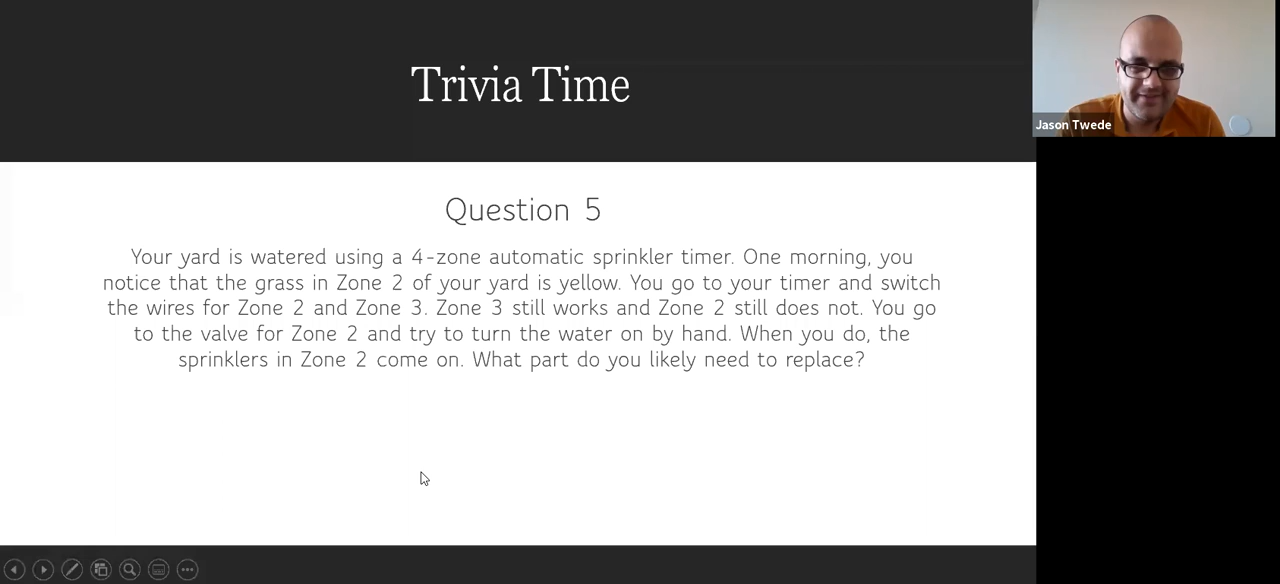 Trivia Time
Jason Twede
Question 5
Your yard is watered using a 4-zone automatic sprinkler timer. One morning, you
notice that the grass in Zone 2 of your yard is yellow. You go to your timer and switch
the wires for Zone 2 and Zone 3. Zone 3 still works and Zone 2 still does not. You go
to the valve for Zone 2 and try to turn the water on by hand. When you do, the
sprinklers in Zone 2 come on. What part do you likely need to replace?